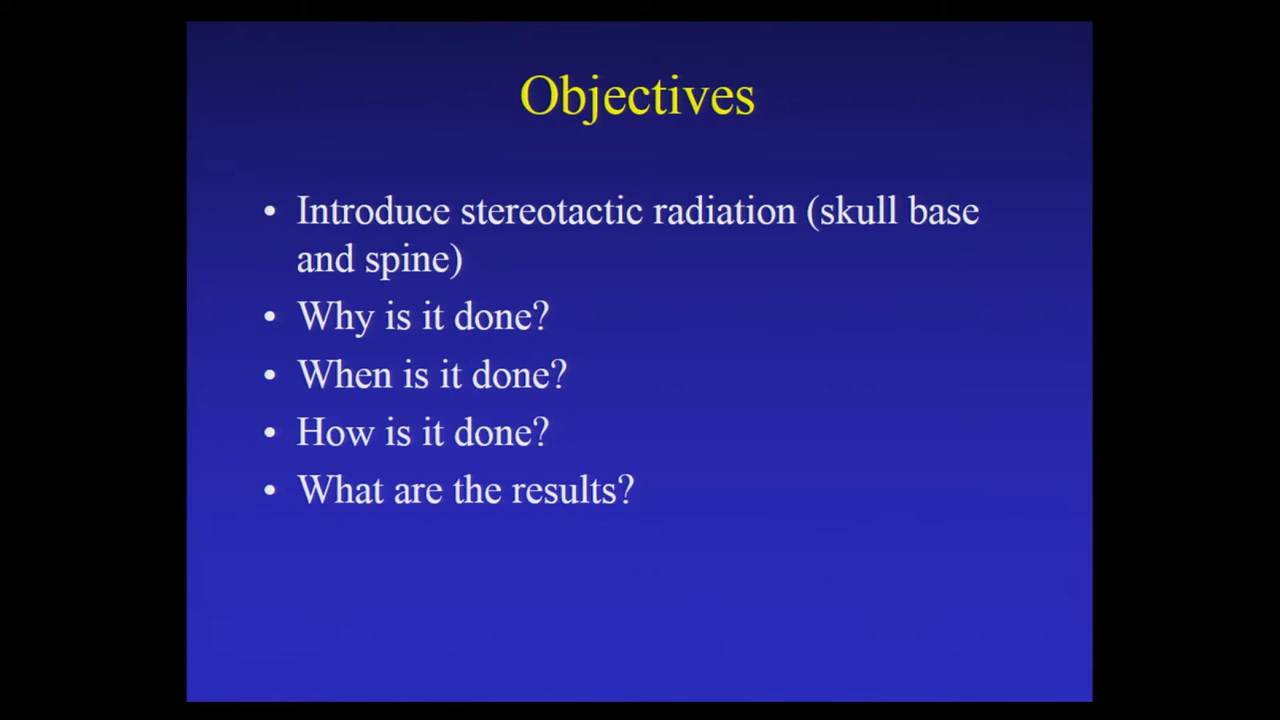 Objectives
• Introduce stereotactic radiation (skull base
and spine)
• Why is it done?
• When is it done?
• How is it done?
• What are the results?